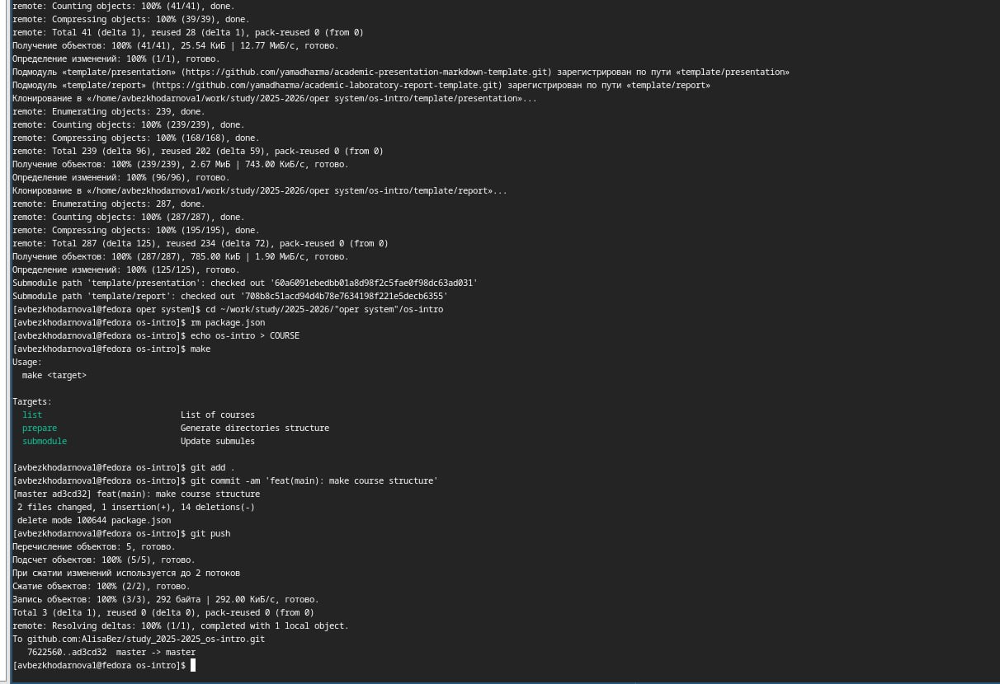 remote: Counting objects: 100% (41/41), done.
remote: Compressing objects: 100% (39/39), done.
remote: Total 41 (delta 1), reused 28 (delta 1), pack-reused 0 (from 0)
Получение объектов: 100% (41/41), 25.54 КиБ | 12.77 МиБ/с, готово.
Определение изменений: 100% (1/1), готово.
Подмодуль «template/presentation» (https://github.com/yamadharma/academic-presentation-markdown-template.git) зарегистрирован по пути «template/presentation»
Подмодуль «template/report» (https://github.com/yamadharma/academic-laboratory-report-template.git) зарегистрирован по пути «template/report»
Клонирование в «/home/avbezkhodarnova1/work/study/2025-2026/oper system/os-intro/template/presentation»...
remote: Enumerating objects: 239, done.
remote: Counting objects: 100% (239/239), done.
remote: Compressing objects: 100% (168/168), done.
remote: Total 239 (delta 96), reused 202 (delta 59), pack-reused 0 (from 0)
Получение объектов: 100% (239/239), 2.67 МиБ | 743.00 КиБ/с, готово.
Определение изменений: 100% (96/96), готово.
Клонирование в «/home/avbezkhodarnova1/work/study/2025-2026/oper system/os-intro/template/report»...
remote: Enumerating objects: 287, done.
remote: Counting objects: 100% (287/287), done.
remote: Compressing objects: 100% (195/195), done.
remote: Total 287 (delta 125), reused 234 (delta 72), pack-reused 0 (from 0)
Получение объектов: 100% (287/287), 785.00 КиБ | 1.90 МиБ/с, готово.
Определение изменений: 100% (125/125), готово.
Submodule path 'template/presentation': checked out '60a6091ebedbb01a8d98f2c5fae0f98dc63ad031'
Submodule path 'template/report': checked out '708b8c51acd94d4b78e7634198f221e5decb6355'
[avbezkhodarnova1@fedora oper system]$ cd ~/work/study/2025-2026/"oper system"/os-intro
[avbezkhodarnova1@fedora os-intro]$ rm package.json
[avbezkhodarnova1@fedora os-intro]$ echo os-intro > COURSE
[avbezkhodarnova1@fedora os-intro]$ make
Usage:
  make <target>
Targets:
  list                            List of courses
  prepare                         Generate directories structure
  submodule                       Update submules
[avbezkhodarnova1@fedora os-intro]$ git add .
[avbezkhodarnova1@fedora os-intro]$ git commit -am 'feat(main): make course structure'
[master ad3cd32] feat(main): make course structure
 2 files changed, 1 insertion(+), 14 deletions(-)
 delete mode 100644 package.json
[avbezkhodarnova1@fedora os-intro]$ git push
Перечисление объектов: 5, готово.
Подсчет объектов: 100% (5/5), готово.
При сжатии изменений используется до 2 потоков
Сжатие объектов: 100% (2/2), готово.
Запись объектов: 100% (3/3), 292 байта | 292.00 КиБ/с, готово.
Total 3 (delta 1), reused 0 (delta 0), pack-reused 0 (from 0)
remote: Resolving deltas: 100% (1/1), completed with 1 local object.
To github.com:AlisaBez/study_2025-2025_os-intro.git
   7622560..ad3cd32  master -> master
[avbezkhodarnova1@fedora os-intro]$